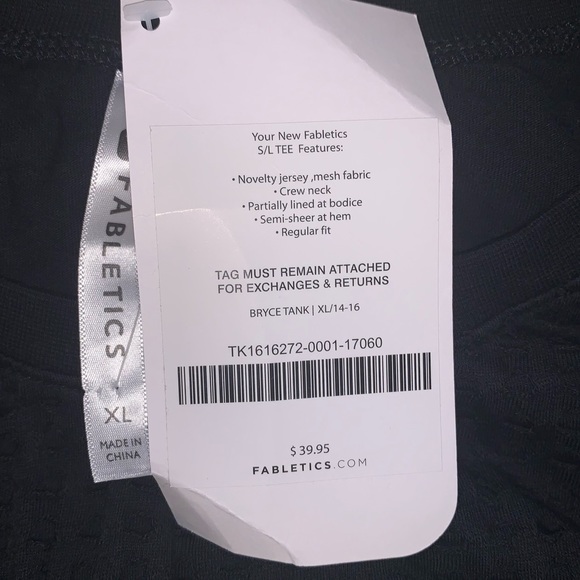 Your New Fabletics
S/L TEE Features:
• Novelty jersey ,mesh fabric
• Crew neck
• Partially lined at bodice
• Semi-sheer at hem
• Regular fit
TAG MUST REMAIN ATTACHED
FOR EXCHANGES & RETURNS
BRYCE TANK | XL/14-16
TK1616272-0001-17060
$ 39.95
FABLETICS.COM
FABLETICS
XL
MADE IN
CHINA